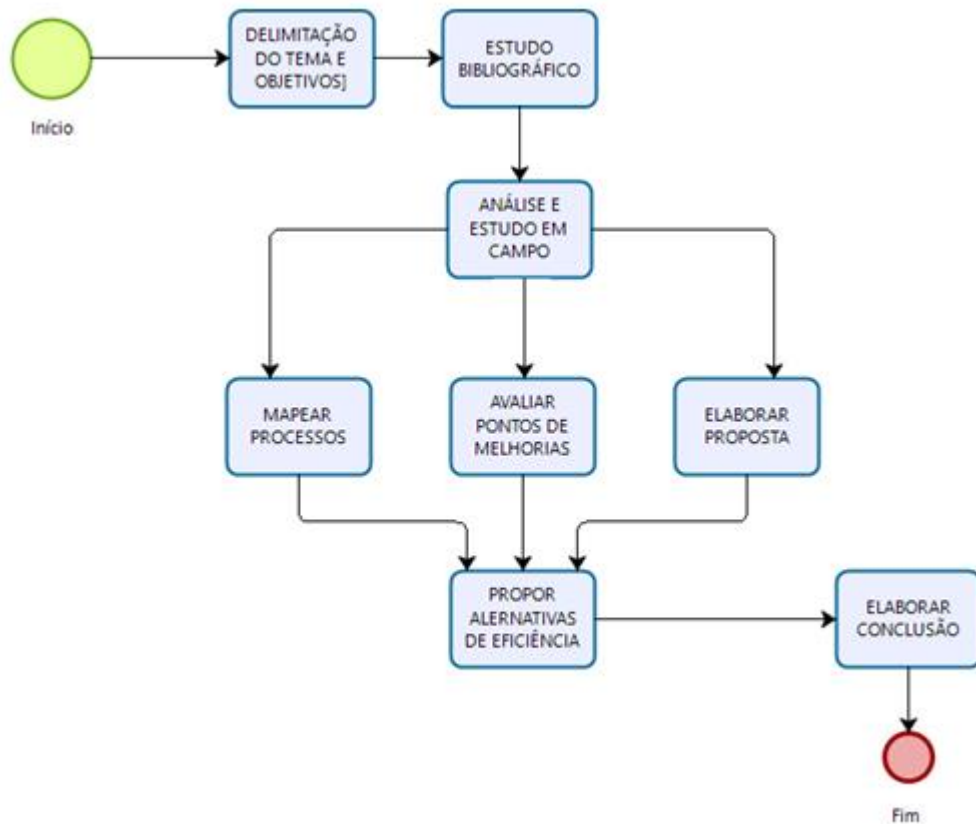 DELIMITAÇÃO
DO TEMA E
OBJETIVOS]
ESTUDO
BIBLIOGRÁFICO
Início
ANÁLISE E
ESTUDO EM
CAMPO
MAPEAR
PROCESSOS
AVALIAR
PONTOS DE
MELHORIAS
ELABORAR
PROPOSTA
PROPOR
ALERNATIVAS
DE EFICIÊNCIA
ELABORAR
CONCLUSÃO
Fim